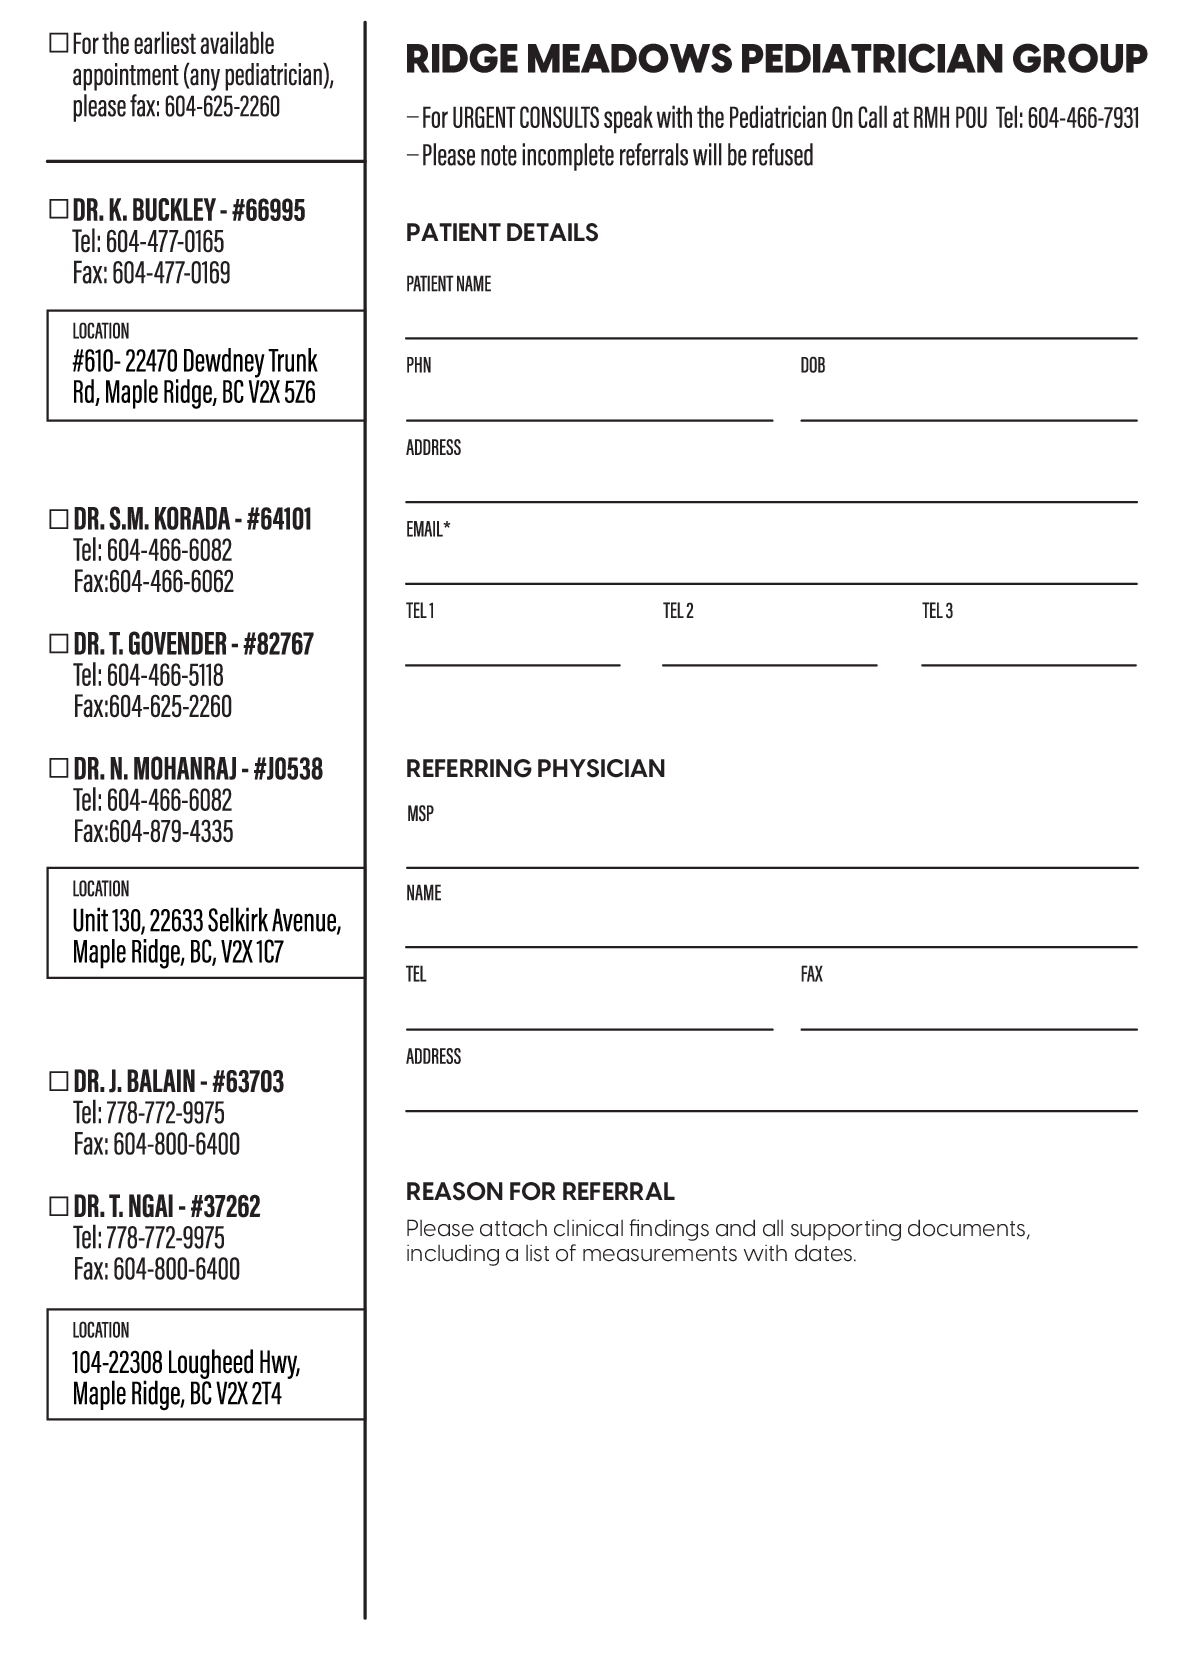 ☐ For the earliest available
appointment (any pediatrician),
please fax: 604-625-2260
☐ DR. K. BUCKLEY - #66995
Tel: 604-477-0165
Fax: 604-477-0169
LOCATION
#610- 22470 Dewdney Trunk
Rd, Maple Ridge, BC V2X 5Z6
☐ DR. S.M. KORADA - #64101
Tel: 604-466-6082
Fax:604-466-6062
☐ DR. T. GOVENDER - #82767
Tel: 604-466-5118
Fax:604-625-2260
☐ DR. N. MOHANRAJ - #J0538
Tel: 604-466-6082
Fax:604-879-4335
LOCATION
Unit 130, 22633 Selkirk Avenue,
Maple Ridge, BC, V2X 1C7
☐ DR. J. BALAIN - #63703
Tel: 778-772-9975
Fax: 604-800-6400
☐ DR. T. NGAI - #37262
Tel: 778-772-9975
Fax: 604-800-6400
LOCATION
104-22308 Lougheed Hwy,
Maple Ridge, BC V2X 2T4
RIDGE MEADOWS PEDIATRICIAN GROUP
–For URGENT CONSULTS speak with the Pediatrician On Call at RMH POU Tel: 604-466-7931
–Please note incomplete referrals will be refused
PATIENT DETAILS
PATIENT NAME
PHN DOB
ADDRESS
EMAIL*
TEL 1 TEL 2 TEL 3
REFERRING PHYSICIAN
MSP
NAME
TEL FAX
ADDRESS
REASON FOR REFERRAL
Please attach clinical findings and all supporting documents,
including a list of measurements with dates.